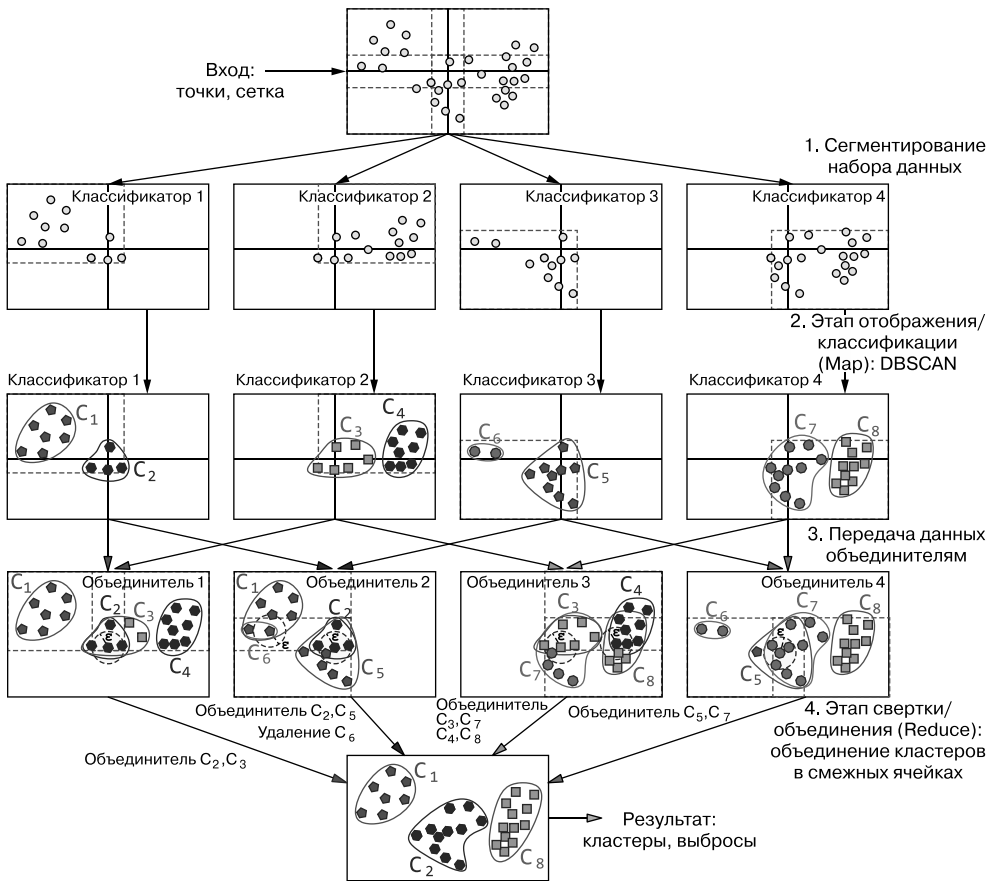 Вход:
точки, сетка
1. Сегментирование
набора данных
Классификатор 1
Классификатор 2
Классификатор 3
Классификатор 4
2. Этап отображения/
классификации
(Map): DBSCAN
Классификатор 1
Классификатор 2
Классификатор 3
Классификатор 4
C1
C2
C3
C4
C6
C5
C7
C8
3. Передача данных
объединителям
Объединитель 1
Объединитель 2
Объединитель 3
Объединитель 4
C1
C2
C3
ε
C4
C1
C2
C6
ε
ε
C5
C3
C4
ε
ε
C7
C8
C6
C7
C8
ε
C5
Объединитель C2,C3
Объединитель C2,C5
Удаление C6
Объединитель
C3,C7
C4,C8
Объединитель C5,C7
4. Этап свертки/
объединения (Reduce):
объединение кластеров
в смежных ячейках
C1
C2
C8
Результат:
кластеры, выбросы